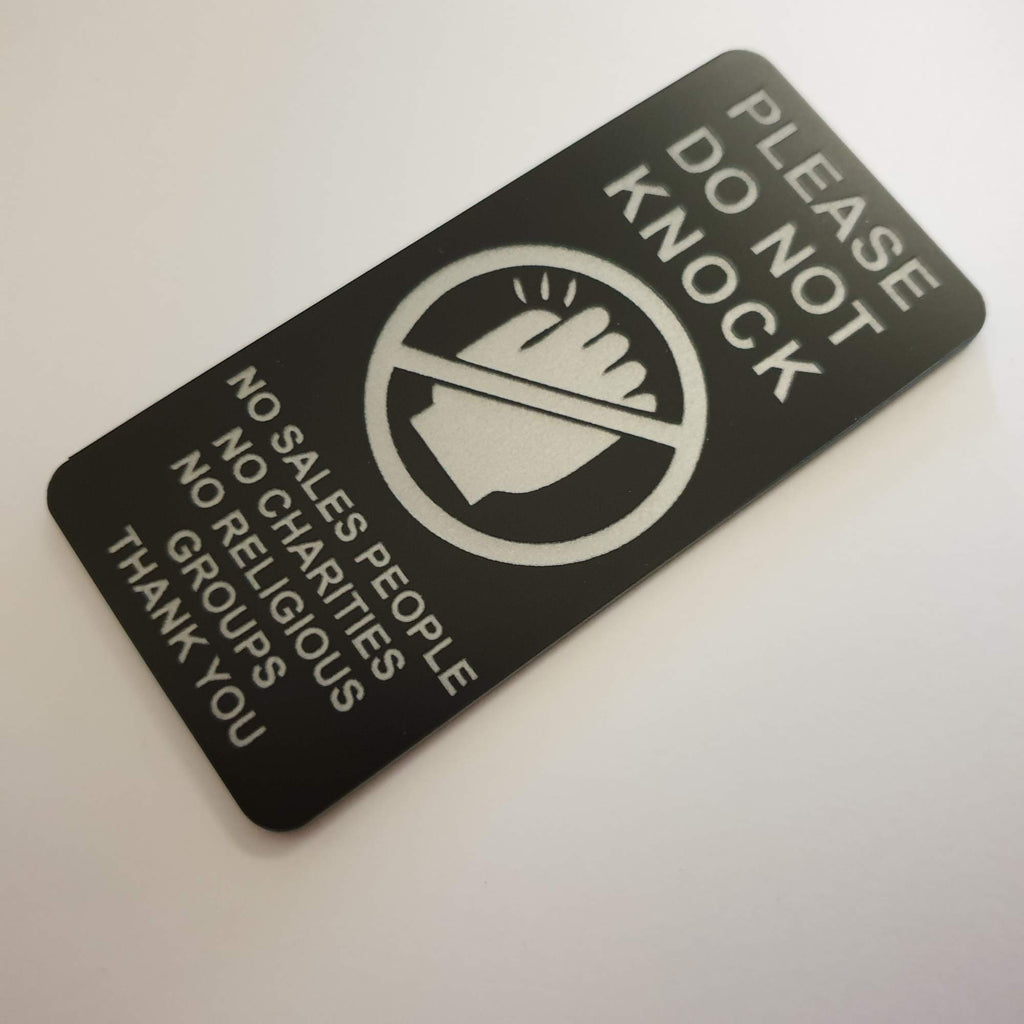 PLEASE
DO NOT
KNOCK
NO SALES PEOPLE
NO CHARITIES
NO RELIGIOUS
GROUPS
THANK YOU